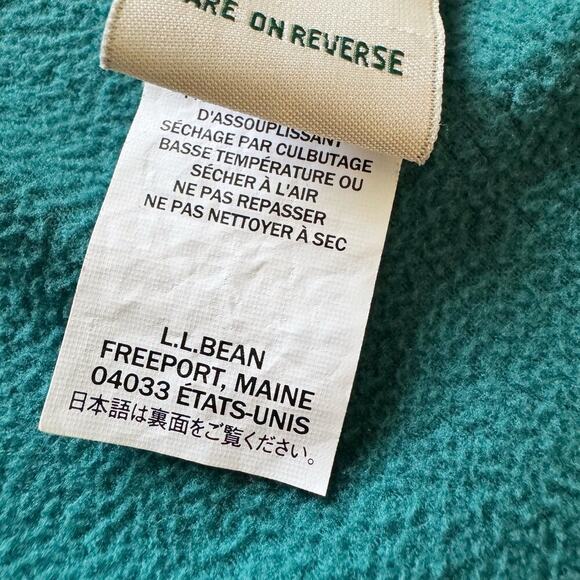 ARE ON REVERSE
D'ASSOUPLISSANT
SÉCHAGE PAR CULBUTAGE
BASSE TEMPÉRATURE OU
SÉCHER À L'AIR
NE PAS REPASSER
NE PAS NETTOYER À SEC
L.L.BEAN
FREEPORT, MAINE
04033 ÉTATS-UNIS
日本語は裏面をご覧ください。